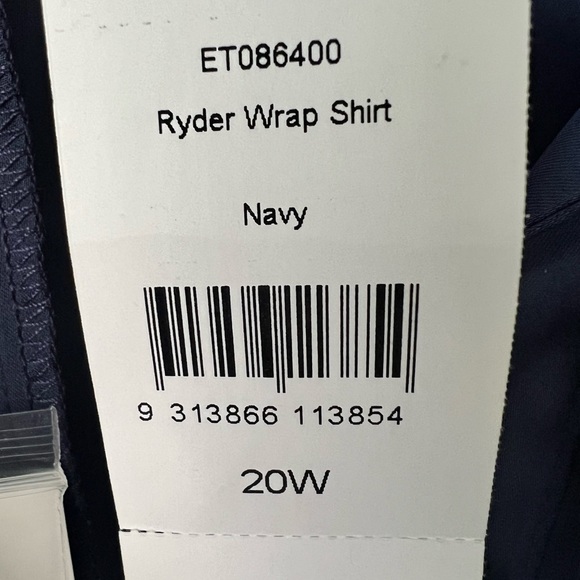 ET086400
Ryder Wrap Shirt
Navy
9 313866 113854
20W